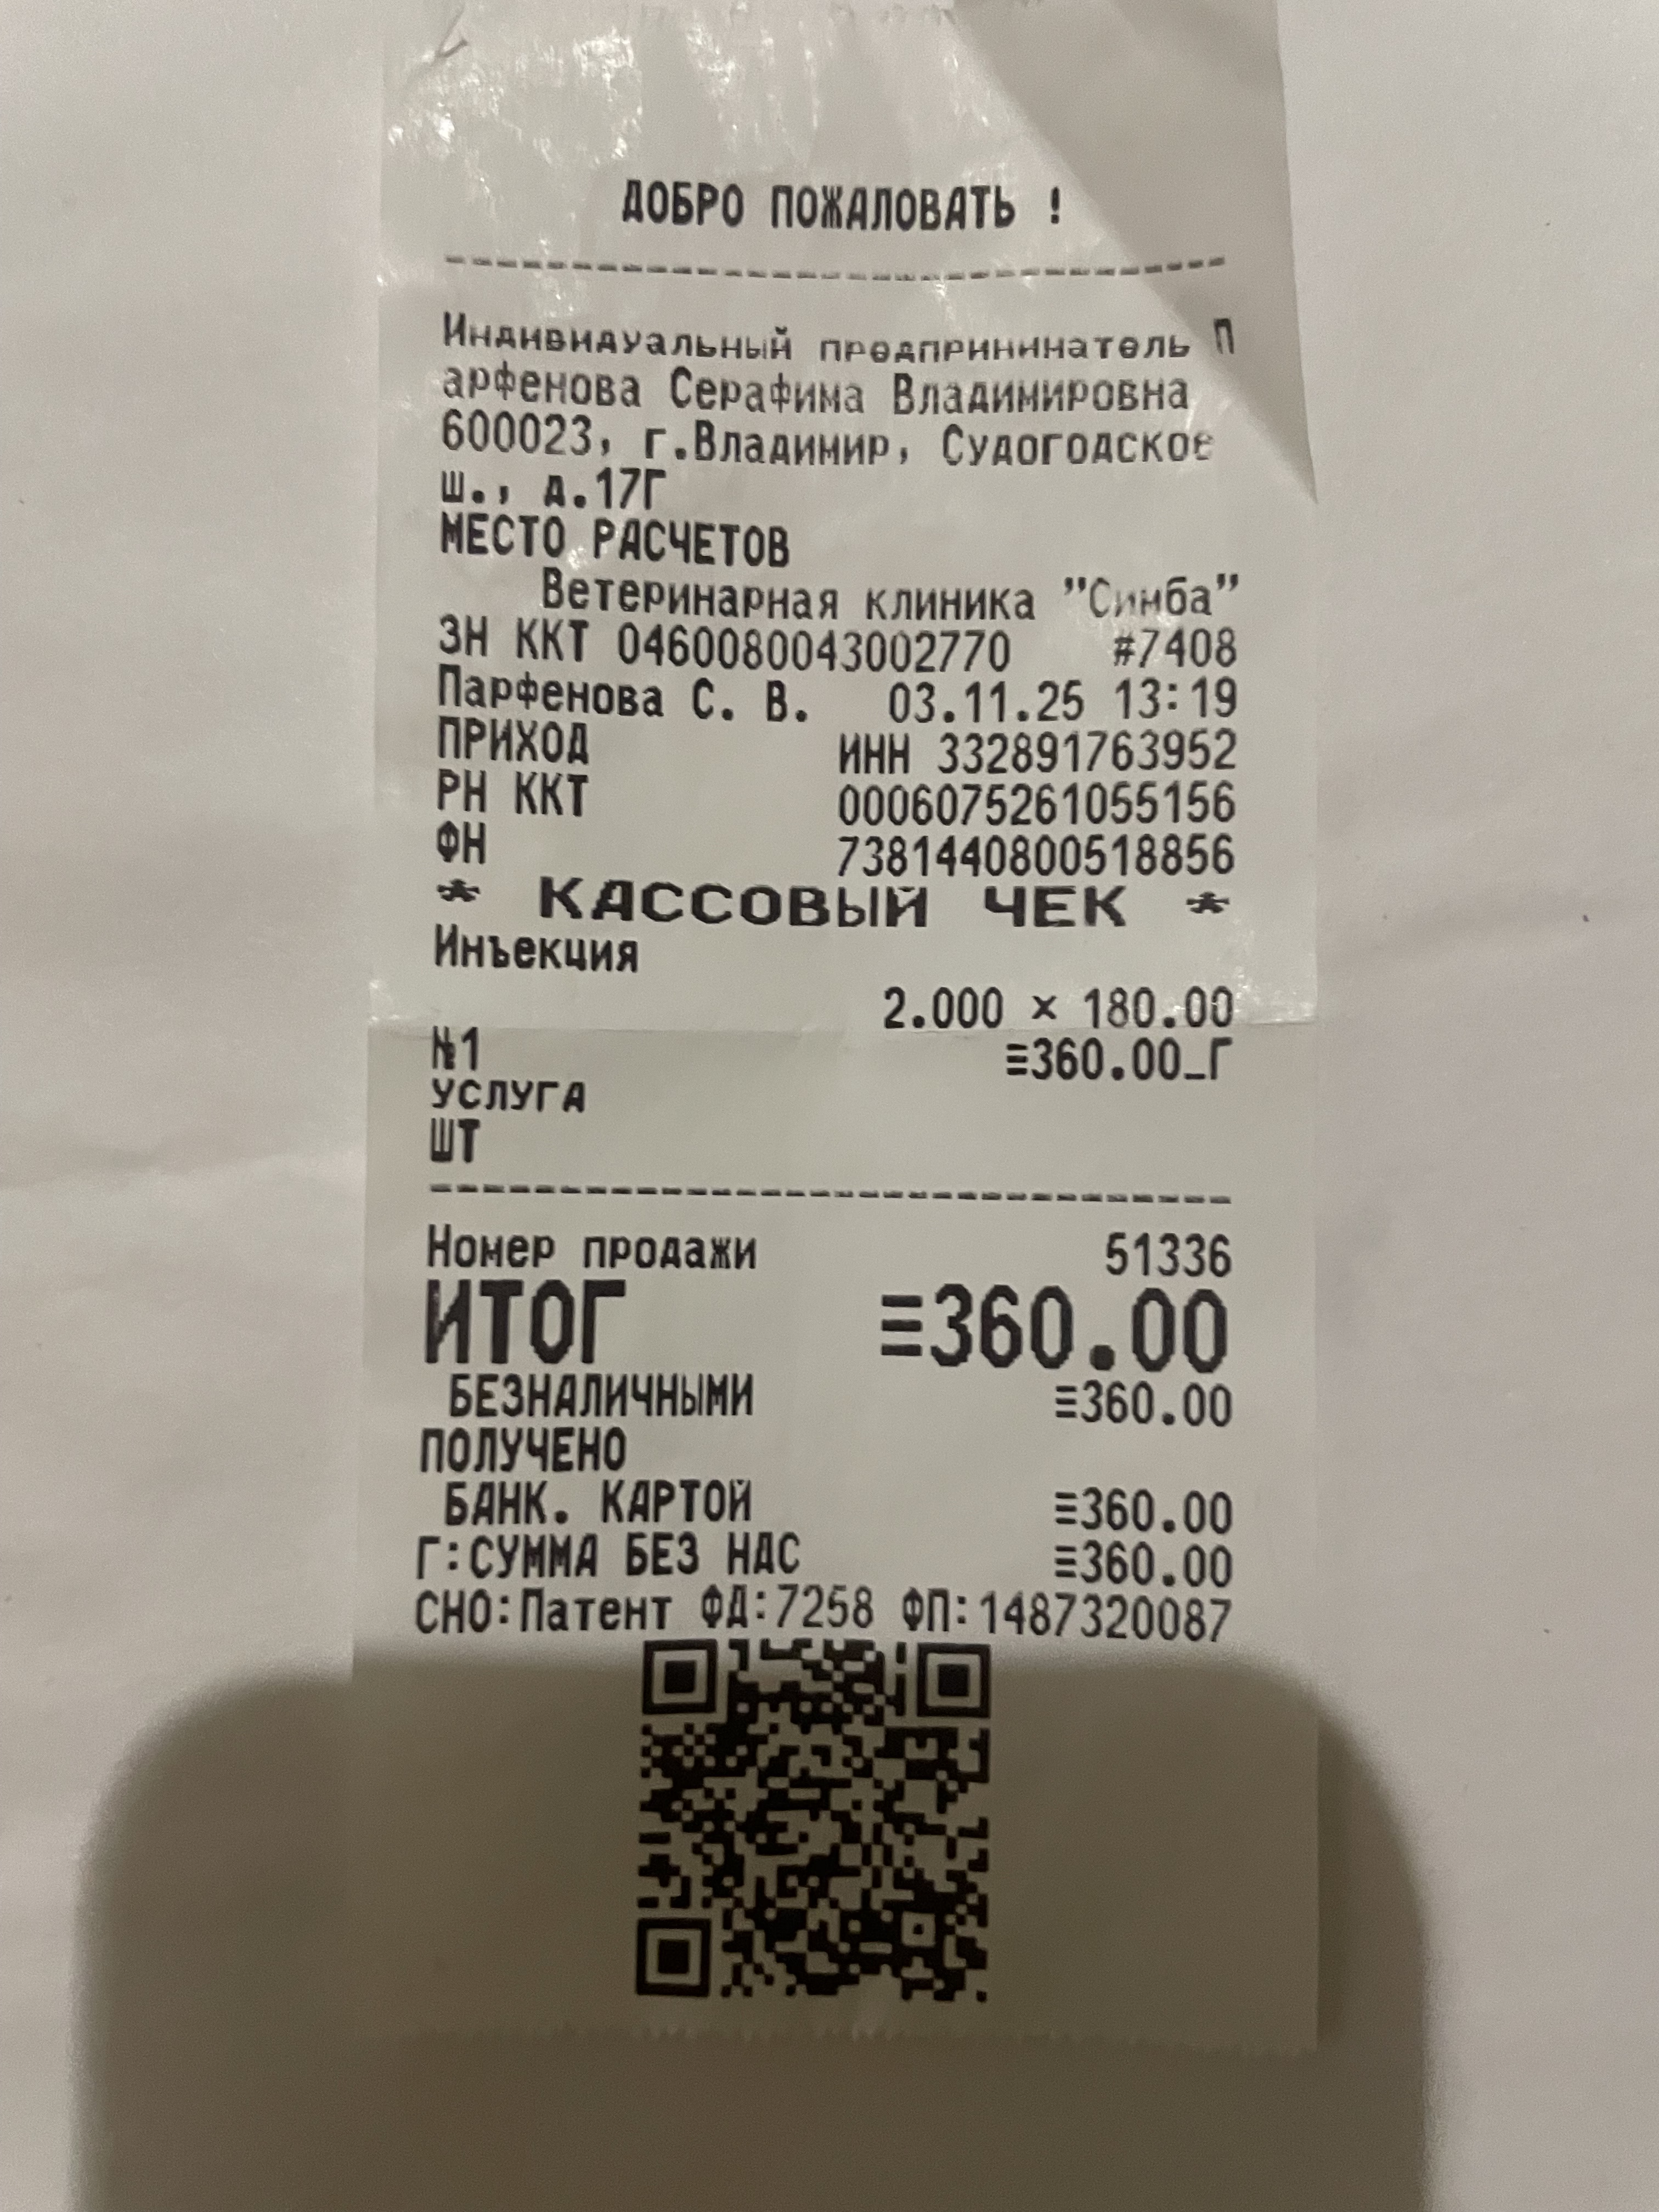 ДОБРО ПОЖАЛОВАТЬ !
Индивидуальный предприниматель П
арфенова Серафима Владимировна
600023, г.Владимир, Судогодское
ш., д.17Г
МЕСТО РАСЧЕТОВ
Ветеринарная клиника "Симба"
ЗН ККТ 0460080043002770 #7408
Парфенова С. В. 03.11.25 13:19
ПРИХОД ИНН 332891763952
РН ККТ 0006075261055156
ФН 7381440800518856
* КАССОВЫЙ ЧЕК *
Инъекция
2.000 × 180.00
№1 ≡360.00_Г
УСЛУГА
ШТ
Номер продажи 51336
ИТОГ ≡360.00
БЕЗНАЛИЧНЫМИ ≡360.00
ПОЛУЧЕНО
БАНК. КАРТОЙ ≡360.00
Г:СУММА БЕЗ НДС ≡360.00
СНО:Патент ФД:7258 ФП:1487320087